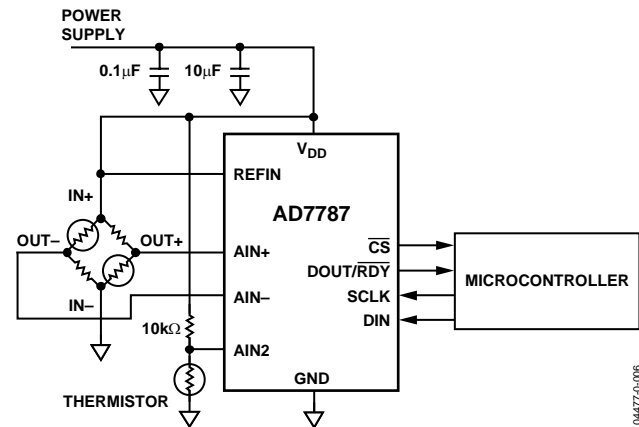 POWER
SUPPLY
0.1μF
10μF
VDD
REFIN
IN+
AD7787
OUT–
OUT+
AIN+
CS
DOUT/RDY
MICROCONTROLLER
AIN–
SCLK
IN–
DIN
10kΩ
AIN2
GND
THERMISTOR
04477-0-006